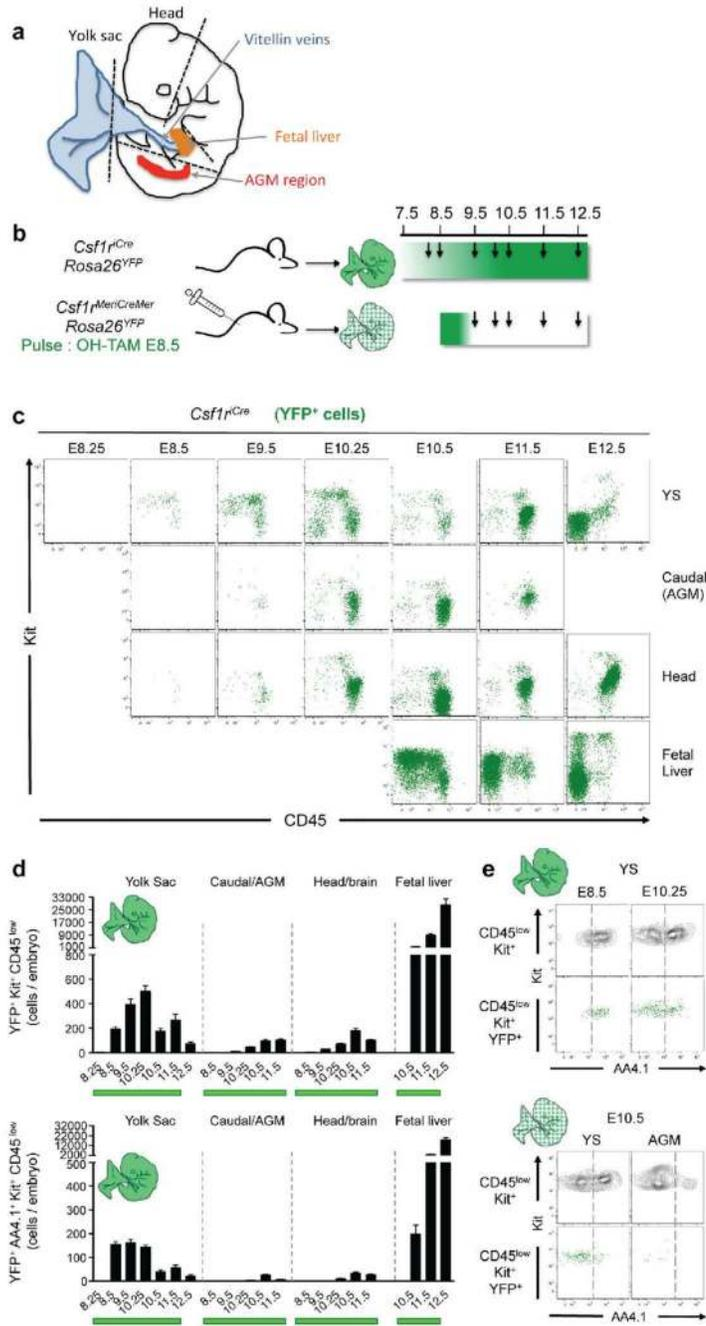 a
Head
Yolk sac
Vitellin veins
Fetal liver
AGM region
b
7.5 8.5 9.5 10.5 11.5 12.5
Csf1r^iCre
Rosa26^YFP
Csf1r^MeriCreMer
Rosa26^YFP
Pulse : OH-TAM E8.5
c
Csf1r^iCre (YFP⁺ cells)
E8.25 E8.5 E9.5 E10.25 E10.5 E11.5 E12.5
YS
Caudal
(AGM)
Head
Fetal
Liver
Kit
CD45
d
Yolk Sac Caudal/AGM Head/brain Fetal liver
YFP⁺ Kit⁺ CD45^low
(cells / embryo)
33000
25000
17000
9000
1000
800
600
400
200
0
8.25 8.5 9.5 10.25 10.5 11.5 12.5
8.5 9.5 10.25 10.5 11.5
8.5 9.5 10.25 10.5 11.5
10.5 11.5 12.5
Yolk Sac Caudal/AGM Head/brain Fetal liver
YFP⁺ AA4.1⁺ Kit⁺ CD45^low
(cells / embryo)
32000
22000
12000
2000
500
400
300
200
100
0
8.25 8.5 9.5 10.25 10.5 11.5 12.5
8.5 9.5 10.25 10.5 11.5
8.5 9.5 10.25 10.5 11.5
10.5 11.5 12.5
e
YS
E8.5 E10.25
CD45^low
Kit⁺
CD45^low
Kit⁺
YFP⁺
Kit
AA4.1
E10.5
YS AGM
CD45^low
Kit⁺
CD45^low
Kit⁺
YFP⁺
Kit
AA4.1